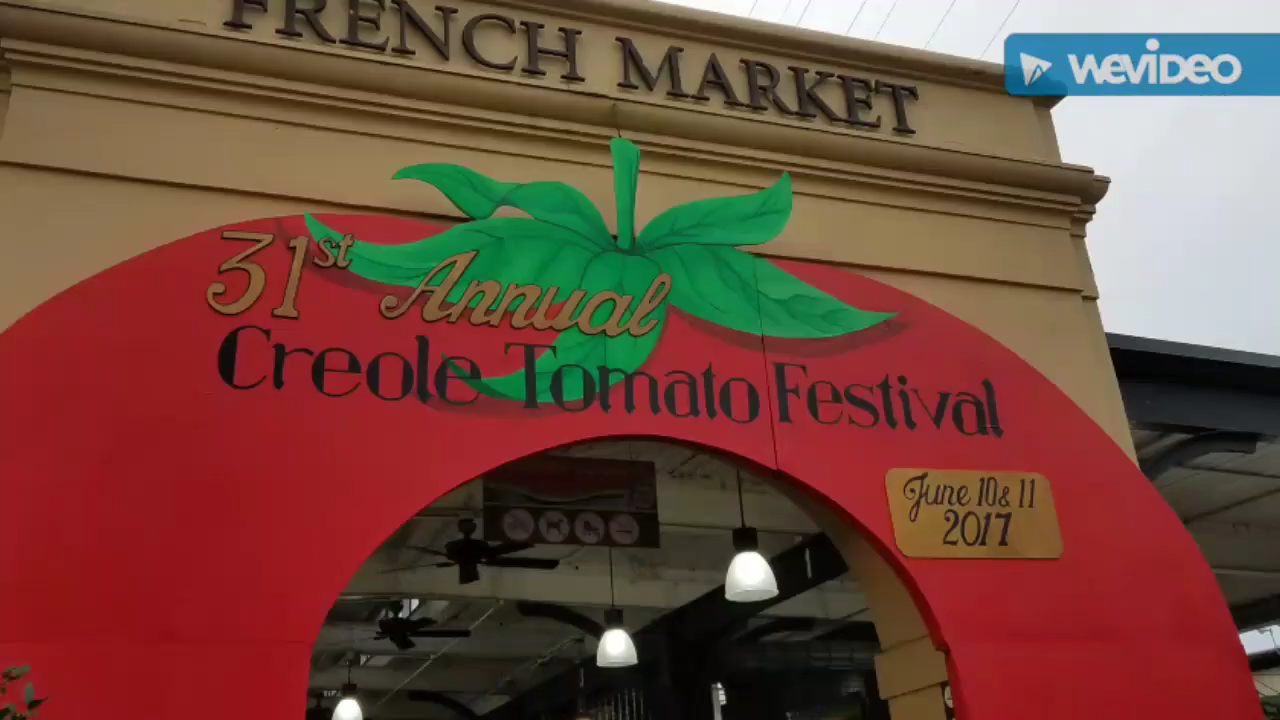 FRENCH MARKET
WEVIDEO
31st Annual
Creole Tomato Festival
June 10 & 11
2017